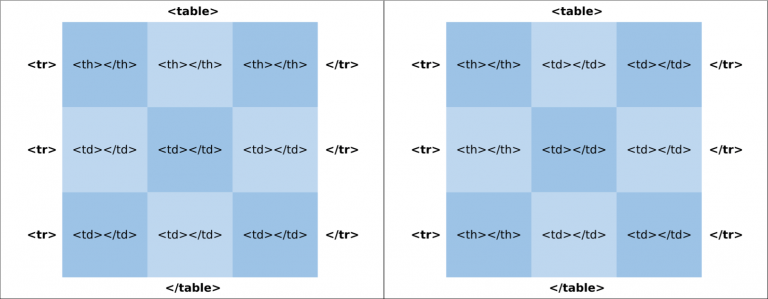 <table>
<tr> <th></th> <th></th> <th></th> </tr>
<tr> <td></td> <td></td> <td></td> </tr>
<tr> <td></td> <td></td> <td></td> </tr>
</table>
<table>
<tr> <th></th> <td></td> <td></td> </tr>
<tr> <th></th> <td></td> <td></td> </tr>
<tr> <th></th> <td></td> <td></td> </tr>
</table>